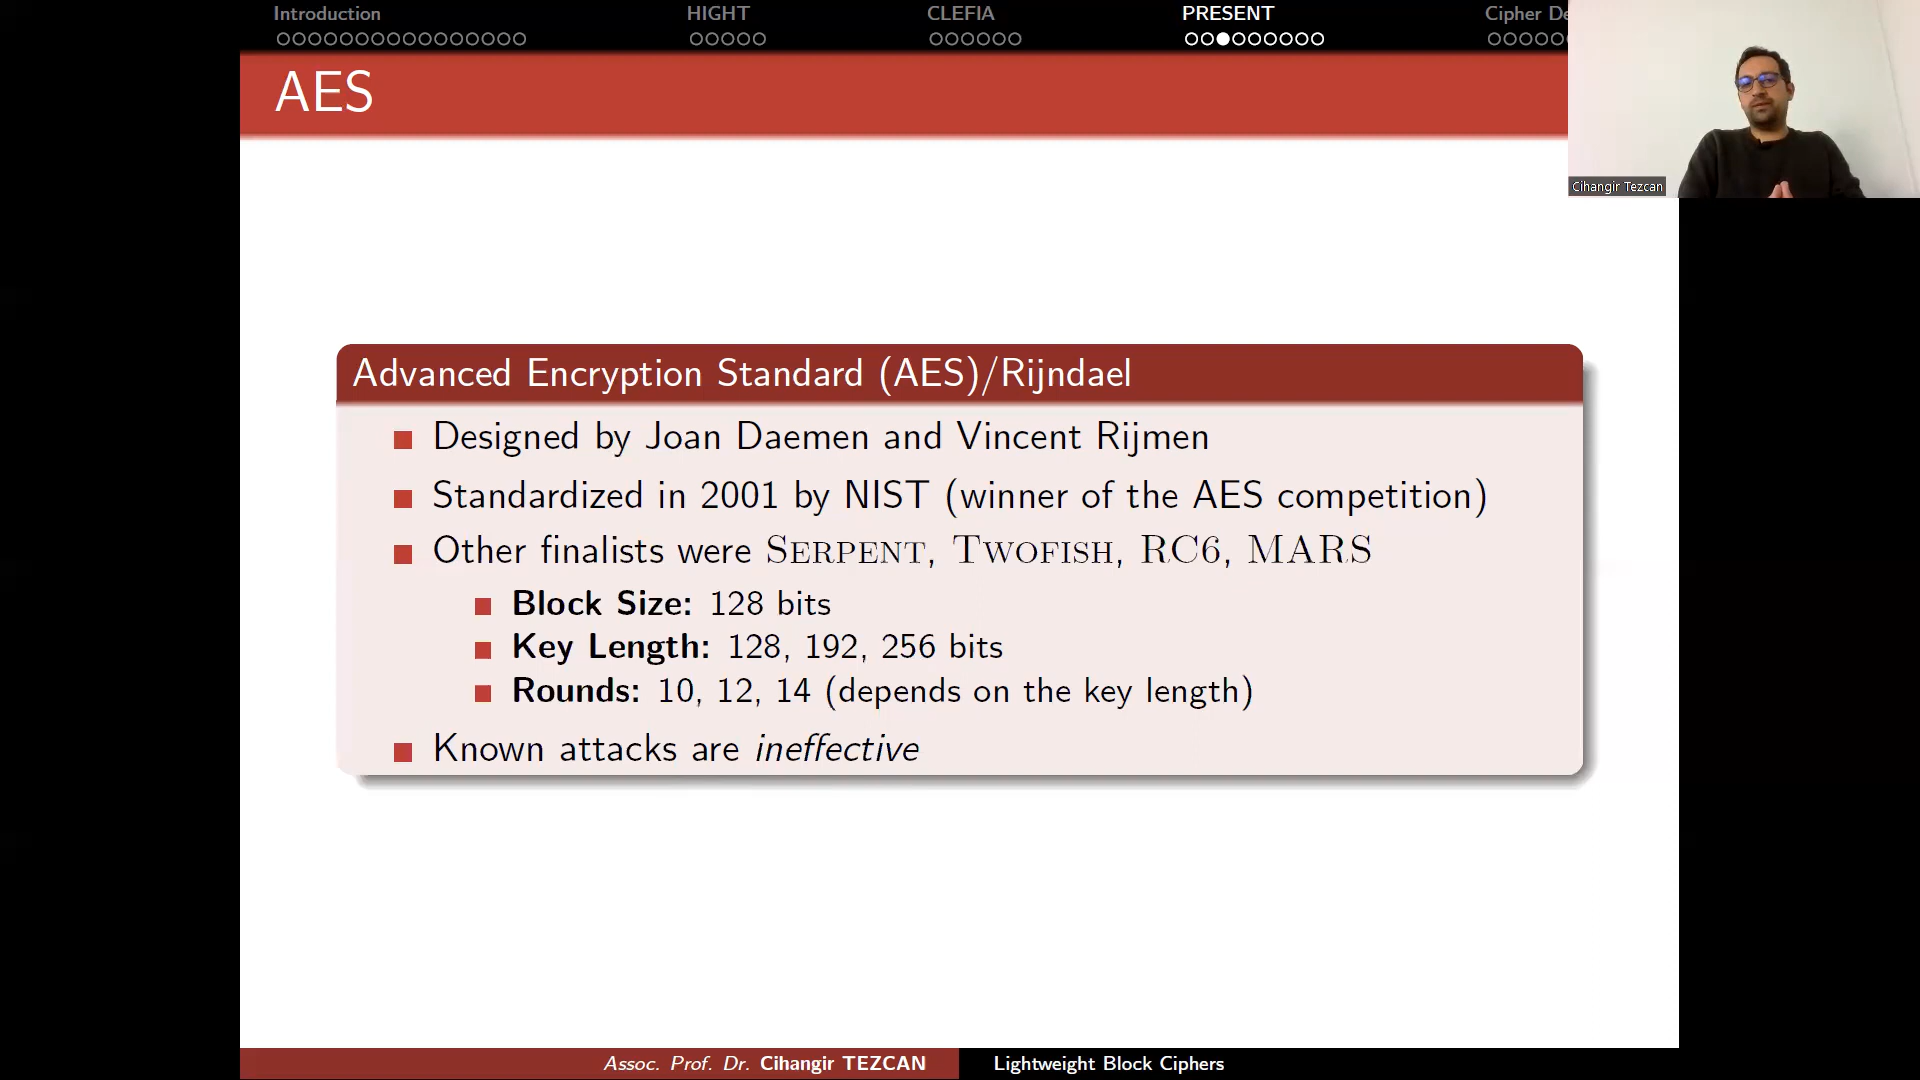 Introduction HIGHT CLEFIA PRESENT Cipher De
AES
Cihangir Tezcan
Advanced Encryption Standard (AES)/Rijndael
Designed by Joan Daemen and Vincent Rijmen
Standardized in 2001 by NIST (winner of the AES competition)
Other finalists were SERPENT, TWOFISH, RC6, MARS
Block Size: 128 bits
Key Length: 128, 192, 256 bits
Rounds: 10, 12, 14 (depends on the key length)
Known attacks are ineffective
Assoc. Prof. Dr. Cihangir TEZCAN Lightweight Block Ciphers